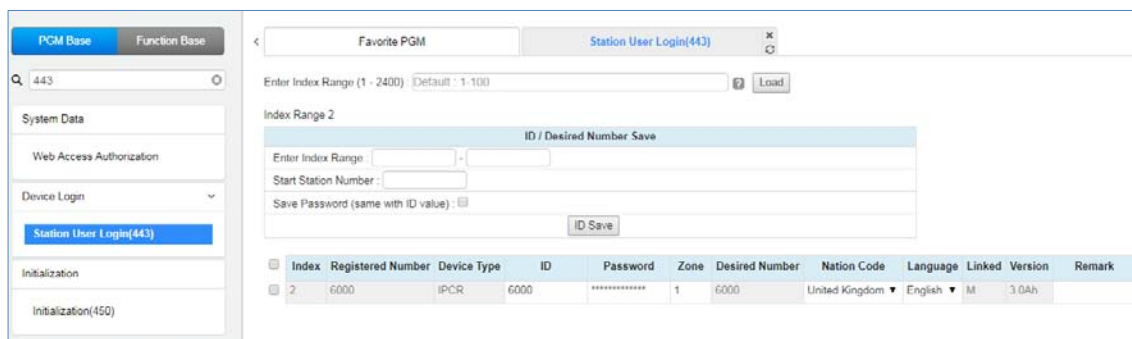 PGM Base Function Base
443
System Data
Web Access Authorization
Device Login
Station User Login(443)
Initialization
Initialization(450)
< Favorite PGM Station User Login(443)
Enter Index Range (1 - 2400) : Default : 1-100 Load
Index Range 2
ID / Desired Number Save
Enter Index Range : -
Start Station Number :
Save Password (same with ID value) :
ID Save
Index Registered Number Device Type ID Password Zone Desired Number Nation Code Language Linked Version Remark
2 6000 IPCR 6000 ************* 1 6000 United Kingdom English M 3.0Ah